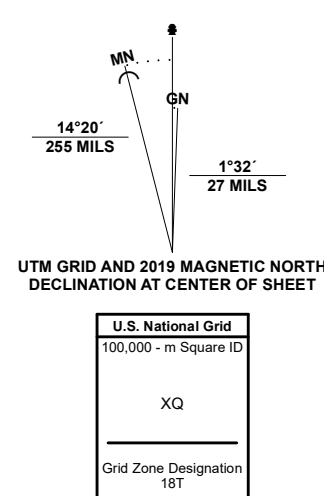 MN
GN
14°20´
255 MILS
1°32´
27 MILS
UTM GRID AND 2019 MAGNETIC NORTH
DECLINATION AT CENTER OF SHEET
U.S. National Grid
100,000 - m Square ID
XQ
Grid Zone Designation
18T